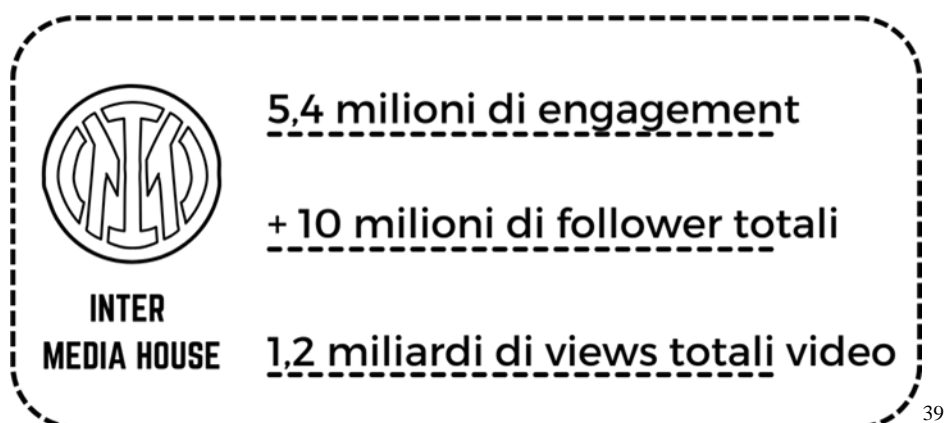 5,4 milioni di engagement
+ 10 milioni di follower totali
INTER
MEDIA HOUSE
1,2 miliardi di views totali video
39